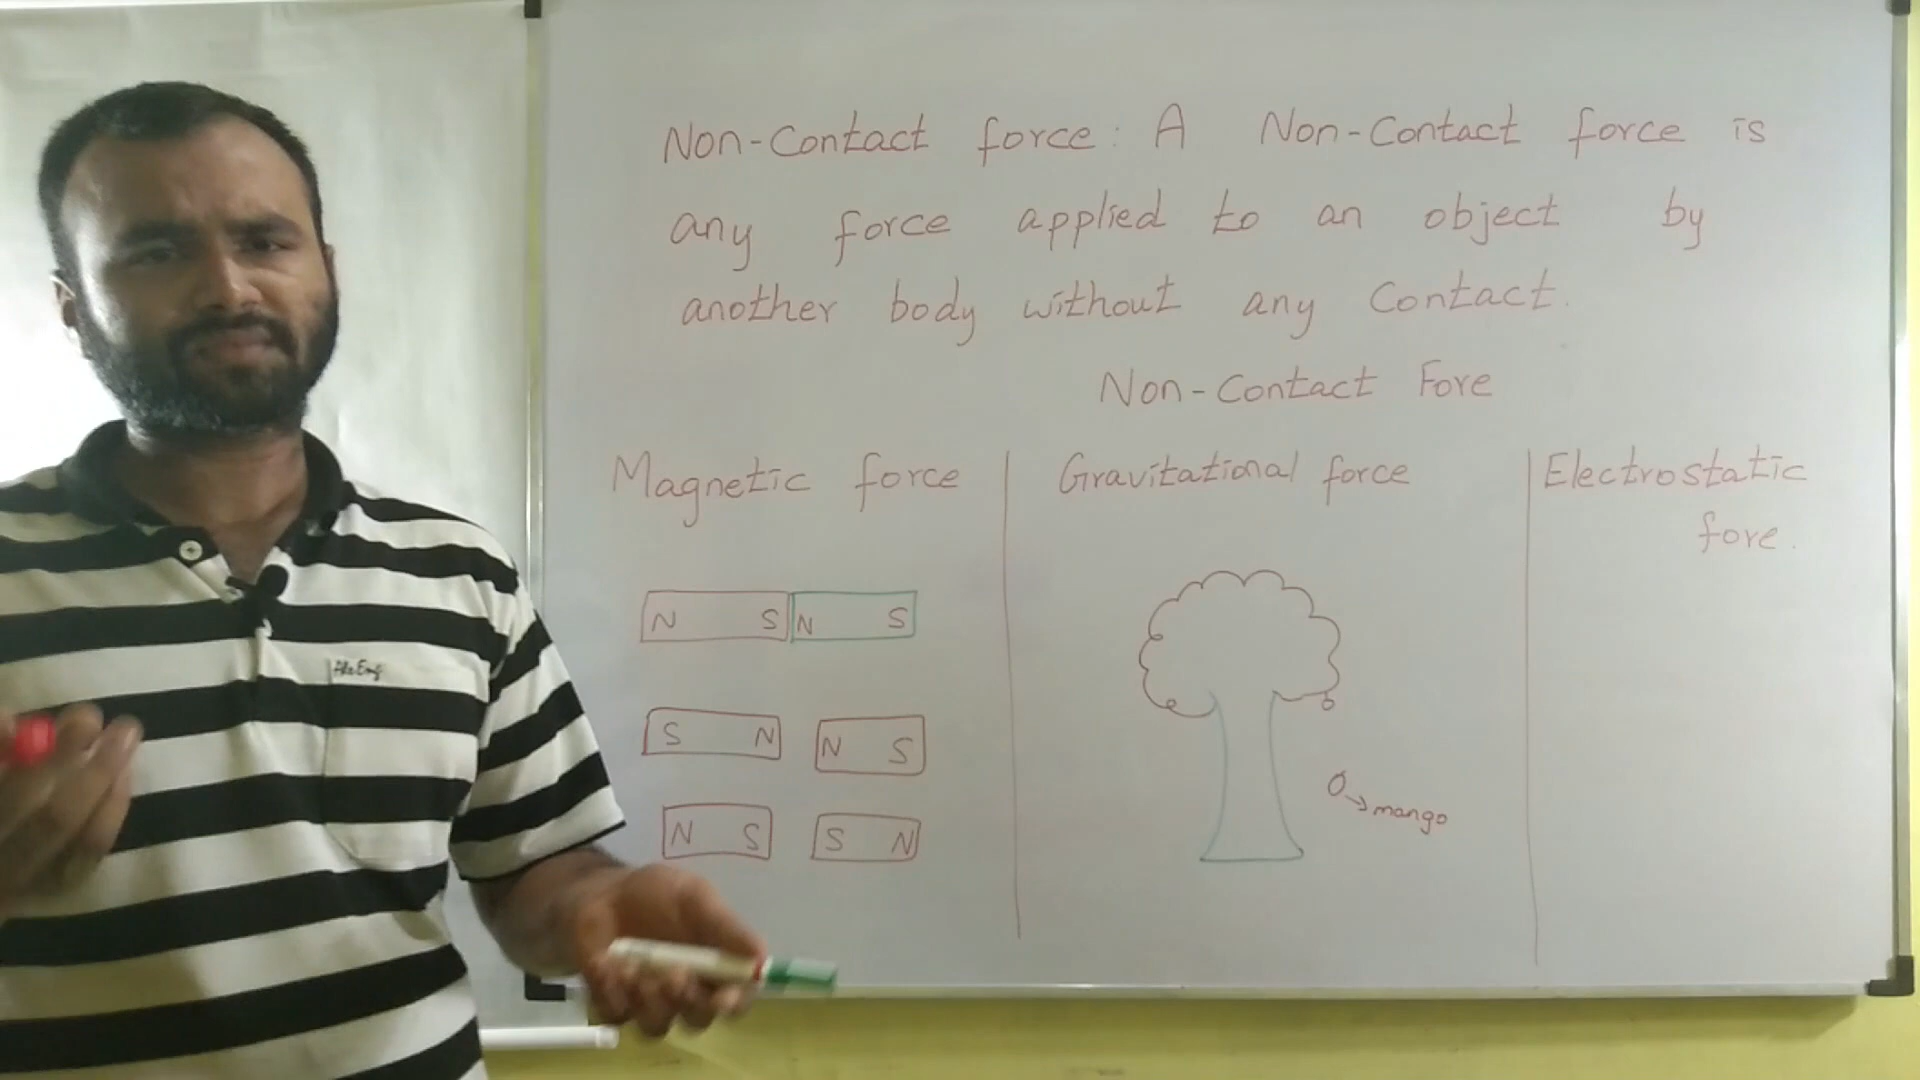 Non-Contact force: A Non-Contact force is
any force applied to an object by
another body without any Contact.
Non-Contact Fore
Magnetic force
N S N S
S N N S
N S S N
Gravitational force
mango
Electrostatic
fore.